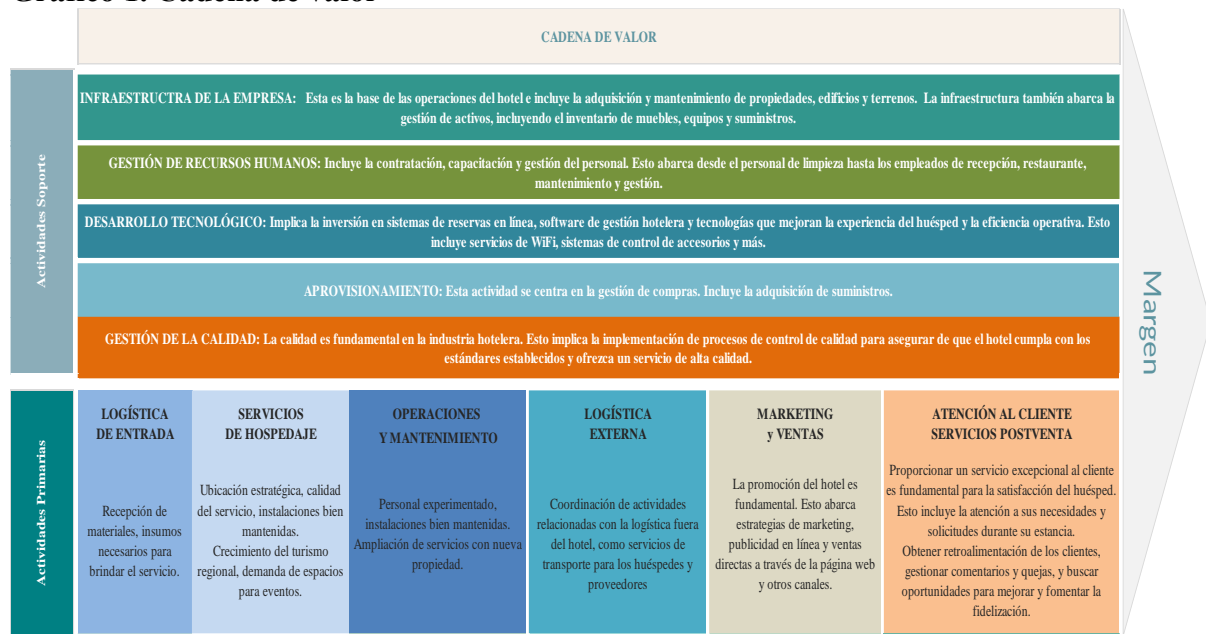 CADENA DE VALOR
Actividades Soporte
INFRAESTRUCTRA DE LA EMPRESA: Esta es la base de las operaciones del hotel e incluye la adquisición y mantenimiento de propiedades, edificios y terrenos. La infraestructura también abarca la
gestión de activos, incluyendo el inventario de muebles, equipos y suministros.
GESTIÓN DE RECURSOS HUMANOS: Incluye la contratación, capacitación y gestión del personal. Esto abarca desde el personal de limpieza hasta los empleados de recepción, restaurante,
mantenimiento y gestión.
DESARROLLO TECNOLÓGICO: Implica la inversión en sistemas de reservas en línea, software de gestión hotelera y tecnologías que mejoran la experiencia del huésped y la eficiencia operativa. Esto
incluye servicios de WiFi, sistemas de control de accesorios y más.
APROVISIONAMIENTO: Esta actividad se centra en la gestión de compras. Incluye la adquisición de suministros.
GESTIÓN DE LA CALIDAD: La calidad es fundamental en la industria hotelera. Esto implica la implementación de procesos de control de calidad para asegurar de que el hotel cumpla con los
estándares establecidos y ofrezca un servicio de alta calidad.
Margen
Actividades Primarias
LOGÍSTICA
DE ENTRADA
Recepción de
materiales, insumos
necesarios para
brindar el servicio.
SERVICIOS
DE HOSPEDAJE
Ubicación estratégica, calidad
del servicio, instalaciones bien
mantenidas.
Crecimiento del turismo
regional, demanda de espacios
para eventos.
OPERACIONES
Y MANTENIMIENTO
Personal experimentado,
instalaciones bien mantenidas.
Ampliación de servicios con nueva
propiedad.
LOGÍSTICA
EXTERNA
Coordinación de actividades
relacionadas con la logística fuera
del hotel, como servicios de
transporte para los huéspedes y
proveedores
MARKETING
y VENTAS
La promoción del hotel es
fundamental. Esto abarca
estrategias de marketing,
publicidad en línea y ventas
directas a través de la página web
y otros canales.
ATENCIÓN AL CLIENTE
SERVICIOS POSTVENTA
Proporcionar un servicio excepcional al cliente
es fundamental para la satisfacción del huésped.
Esto incluye la atención a sus necesidades y
solicitudes durante su estancia.
Obtener retroalimentación de los clientes,
gestionar comentarios y quejas, y buscar
oportunidades para mejorar y fomentar la
fidelización.